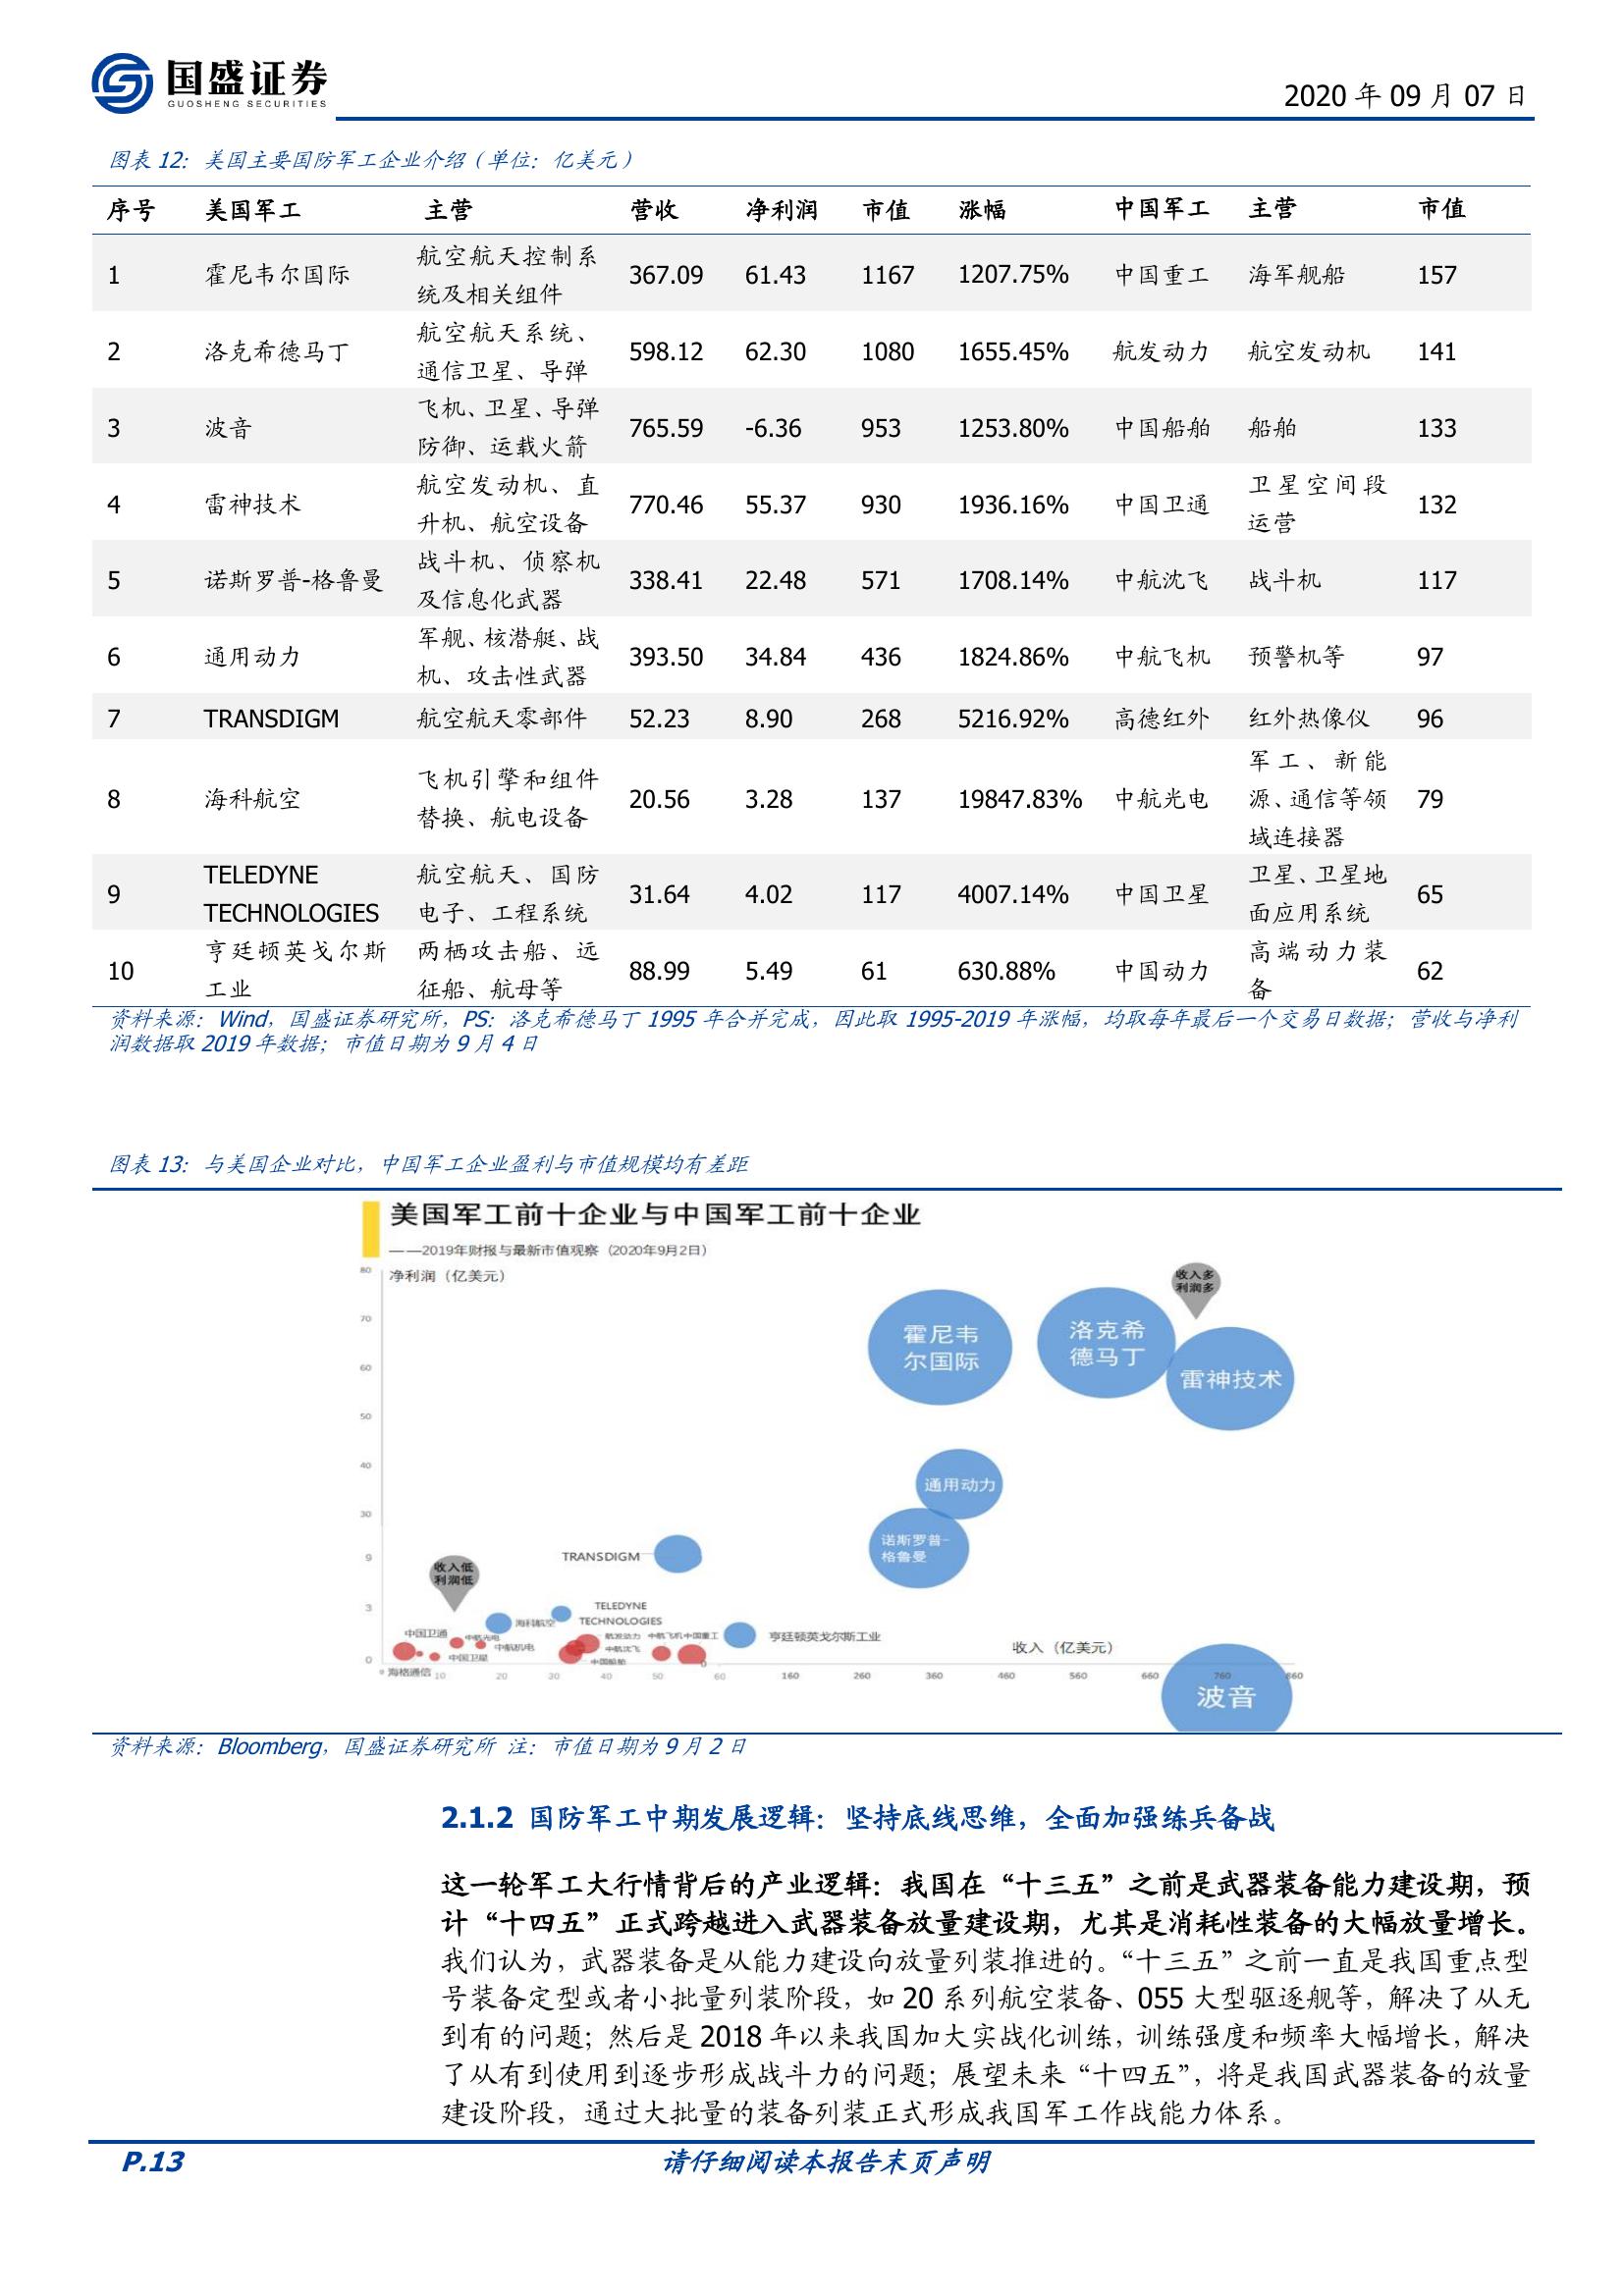 国盛证券
GUOSHENG SECURITIES
2020 年 09 月 07 日
图表 12：美国主要国防军工企业介绍（单位：亿美元）
序号 美国军工 主营 营收 净利润 市值 涨幅 中国军工 主营 市值
1 霍尼韦尔国际 航空航天控制系统及相关组件 367.09 61.43 1167 1207.75% 中国重工 海军舰船 157
2 洛克希德马丁 航空航天系统、通信卫星、导弹 598.12 62.30 1080 1655.45% 航发动力 航空发动机 141
3 波音 飞机、卫星、导弹防御、运载火箭 765.59 -6.36 953 1253.80% 中国船舶 船舶 133
4 雷神技术 航空发动机、直升机、航空设备 770.46 55.37 930 1936.16% 中国卫通 卫星空间段运营 132
5 诺斯罗普-格鲁曼 战斗机、侦察机及信息化武器 338.41 22.48 571 1708.14% 中航沈飞 战斗机 117
6 通用动力 军舰、核潜艇、战机、攻击性武器 393.50 34.84 436 1824.86% 中航飞机 预警机等 97
7 TRANSDIGM 航空航天零部件 52.23 8.90 268 5216.92% 高德红外 红外热像仪 96
8 海科航空 飞机引擎和组件替换、航电设备 20.56 3.28 137 19847.83% 中航光电 军工、新能源、通信等领域连接器 79
9 TELEDYNE TECHNOLOGIES 航空航天、国防电子、工程系统 31.64 4.02 117 4007.14% 中国卫星 卫星、卫星地面应用系统 65
10 亨廷顿英戈尔斯工业 两栖攻击船、远征船、航母等 88.99 5.49 61 630.88% 中国动力 高端动力装备 62
资料来源：Wind，国盛证券研究所，PS：洛克希德马丁 1995 年合并完成，因此取 1995-2019 年涨幅，均取每年最后一个交易日数据；营收与净利
润数据取 2019 年数据；市值日期为 9 月 4 日
图表 13：与美国企业对比，中国军工企业盈利与市值规模均有差距
美国军工前十企业与中国军工前十企业
——2019年财报与最新市值观察（2020年9月2日）
80 净利润（亿美元）
收入多
利润多
70
霍尼韦
尔国际
洛克希
德马丁
60
雷神技术
50
40
通用动力
30
诺斯罗普-
格鲁曼
9
TRANSDIGM
收入低
利润低
3
TELEDYNE
TECHNOLOGIES
海科航空
中国卫通 中航光电 中航机电 中国卫星
航发动力 中航飞机 中国重工
中航沈飞
中国船舶
亨廷顿英戈尔斯工业
收入（亿美元）
0
海格通信
0 10 20 30 40 50 60 160 260 360 460 560 660 760 860
波音
资料来源：Bloomberg，国盛证券研究所 注：市值日期为 9 月 2 日
2.1.2 国防军工中期发展逻辑：坚持底线思维，全面加强练兵备战
这一轮军工大行情背后的产业逻辑：我国在“十三五”之前是武器装备能力建设期，预
计“十四五”正式跨越进入武器装备放量建设期，尤其是消耗性装备的大幅放量增长。
我们认为，武器装备是从能力建设向放量列装推进的。“十三五”之前一直是我国重点型
号装备定型或者小批量列装阶段，如 20 系列航空装备、055 大型驱逐舰等，解决了从无
到有的问题；然后是 2018 年以来我国加大实战化训练，训练强度和频率大幅增长，解决
了从有到使用到逐步形成战斗力的问题；展望未来“十四五”，将是我国武器装备的放量
建设阶段，通过大批量的装备列装正式形成我国军工作战能力体系。
P.13
请仔细阅读本报告末页声明